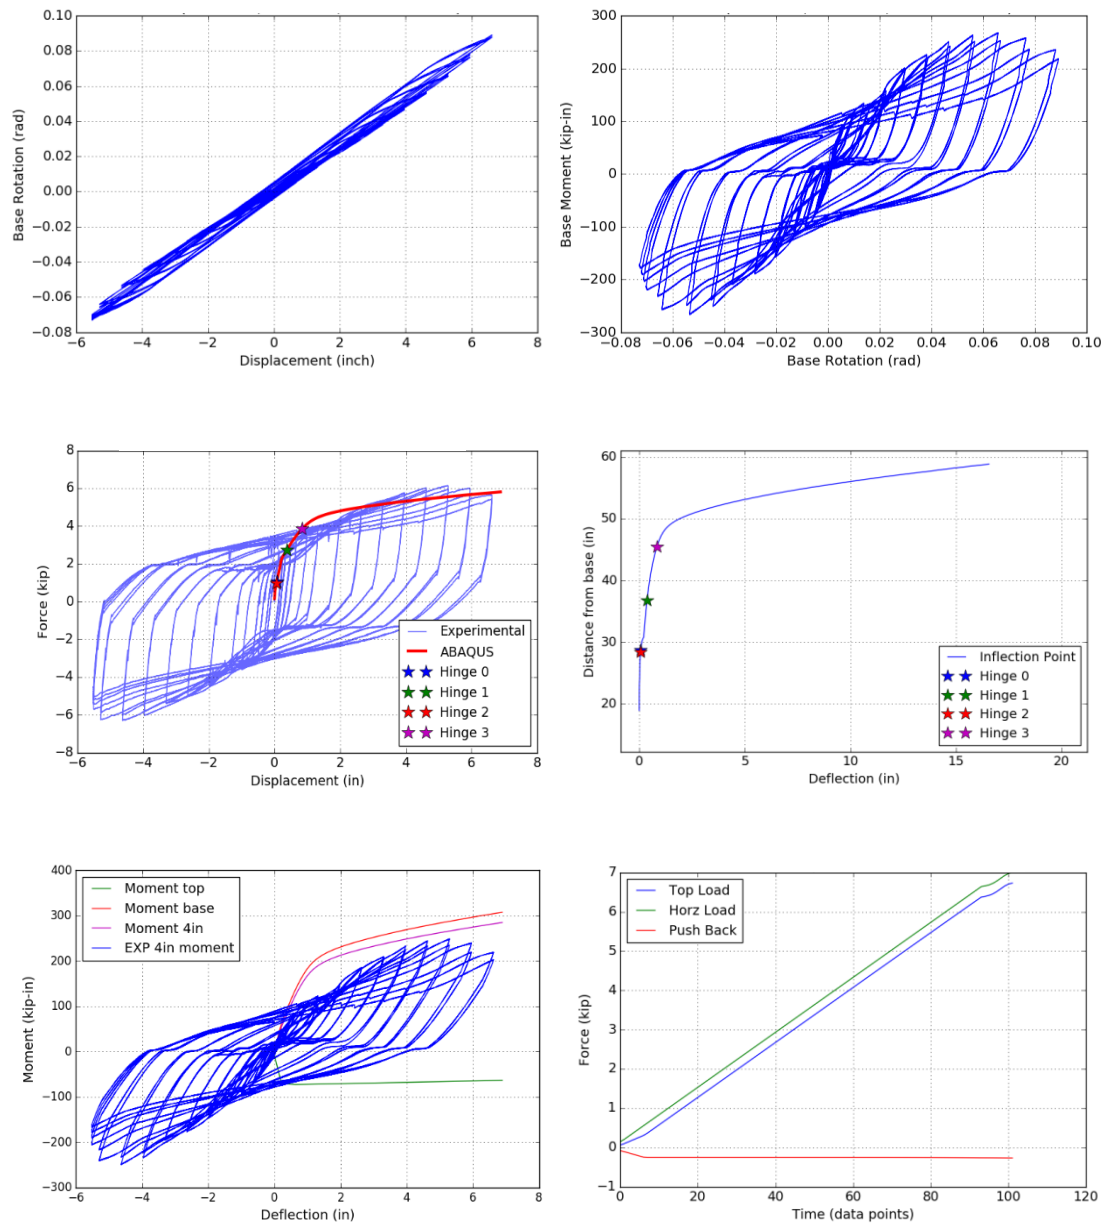 0.10
0.08
0.06
0.04
0.02
0.00
−0.02
−0.04
−0.06
−0.08
Base Rotation (rad)
−6 −4 −2 0 2 4 6 8
Displacement (inch)
300
200
100
0
−100
−200
−300
Base Moment (kip-in)
−0.08 −0.06 −0.04 −0.02 0.00 0.02 0.04 0.06 0.08 0.10
Base Rotation (rad)
8
6
4
2
0
−2
−4
−6
−8
Force (kip)
Experimental
ABAQUS
Hinge 0
Hinge 1
Hinge 2
Hinge 3
−6 −4 −2 0 2 4 6 8
Displacement (in)
60
50
40
30
20
Distance from base (in)
Inflection Point
Hinge 0
Hinge 1
Hinge 2
Hinge 3
0 5 10 15 20
Deflection (in)
400
300
200
100
0
−100
−200
−300
Moment (kip-in)
Moment top
Moment base
Moment 4in
EXP 4in moment
−6 −4 −2 0 2 4 6 8
Deflection (in)
7
6
5
4
3
2
1
0
−1
Force (kip)
Top Load
Horz Load
Push Back
0 20 40 60 80 100 120
Time (data points)